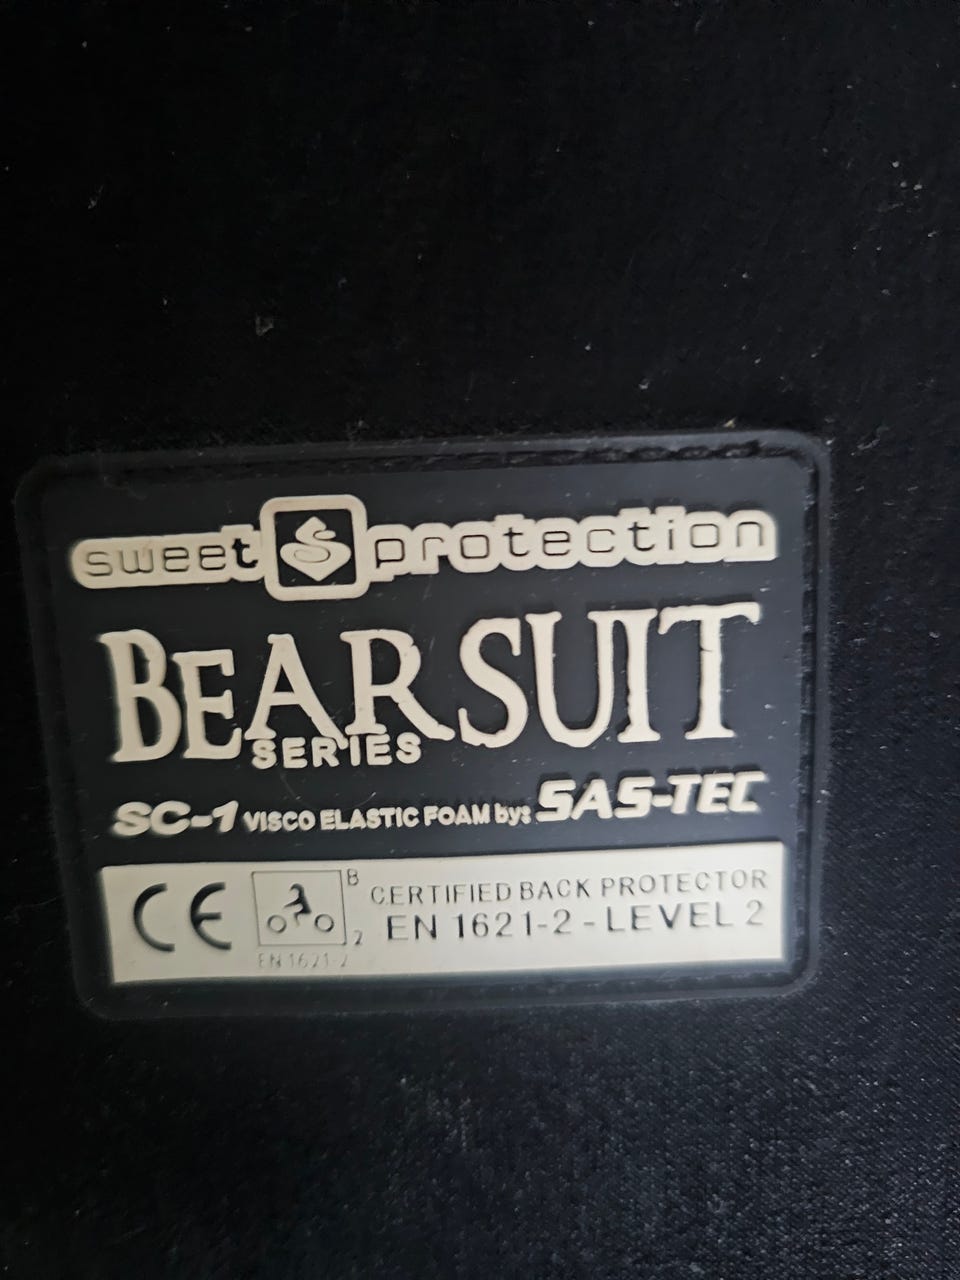 sweet protection
BEARSUIT
SERIES
SC-1 VISCO ELASTIC FOAM by: SAS-TEC
CE B CERTIFIED BACK PROTECTOR
2 EN 1621-2 - LEVEL 2
EN 1621-2